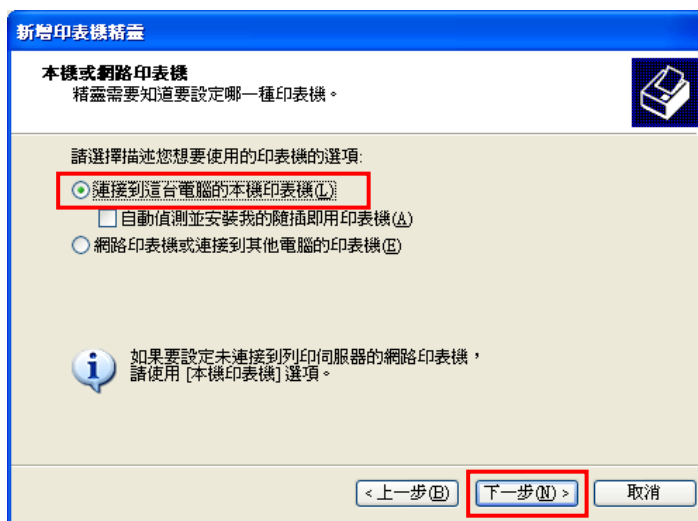 新增印表機精靈
本機或網路印表機
精靈需要知道要設定哪一種印表機。
請選擇描述您想要使用的印表機的選項:
連接到這台電腦的本機印表機(L)
自動偵測並安裝我的隨插即用印表機(A)
網路印表機或連接到其他電腦的印表機(E)
如果要設定未連接到列印伺服器的網路印表機，
請使用 [本機印表機] 選項。
<上一步(B)
下一步(N) >
取消